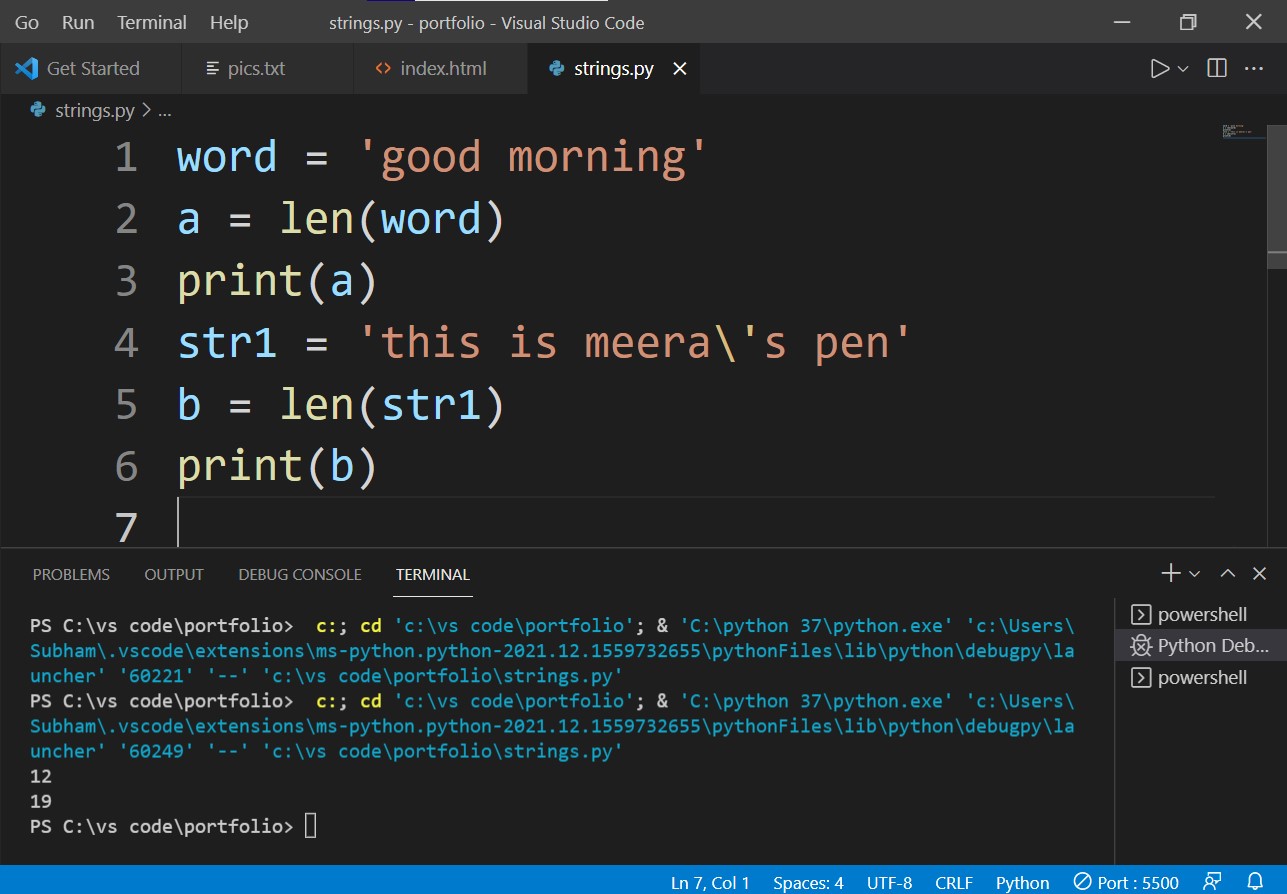 Go Run Terminal Help strings.py - portfolio - Visual Studio Code
Get Started pics.txt <> index.html strings.py
strings.py > ...
1 word = 'good morning'
2 a = len(word)
3 print(a)
4 str1 = 'this is meera\'s pen'
5 b = len(str1)
6 print(b)
7
PROBLEMS OUTPUT DEBUG CONSOLE TERMINAL
PS C:\vs code\portfolio>  c:; cd 'c:\vs code\portfolio'; & 'C:\python 37\python.exe' 'c:\Users\
Subham\.vscode\extensions\ms-python.python-2021.12.1559732655\pythonFiles\lib\python\debugpy\la
uncher' '60221' '--' 'c:\vs code\portfolio\strings.py'
PS C:\vs code\portfolio>  c:; cd 'c:\vs code\portfolio'; & 'C:\python 37\python.exe' 'c:\Users\
Subham\.vscode\extensions\ms-python.python-2021.12.1559732655\pythonFiles\lib\python\debugpy\la
uncher' '60249' '--' 'c:\vs code\portfolio\strings.py'
12
19
PS C:\vs code\portfolio>
powershell
Python Deb...
powershell
Ln 7, Col 1 Spaces: 4 UTF-8 CRLF Python Port : 5500